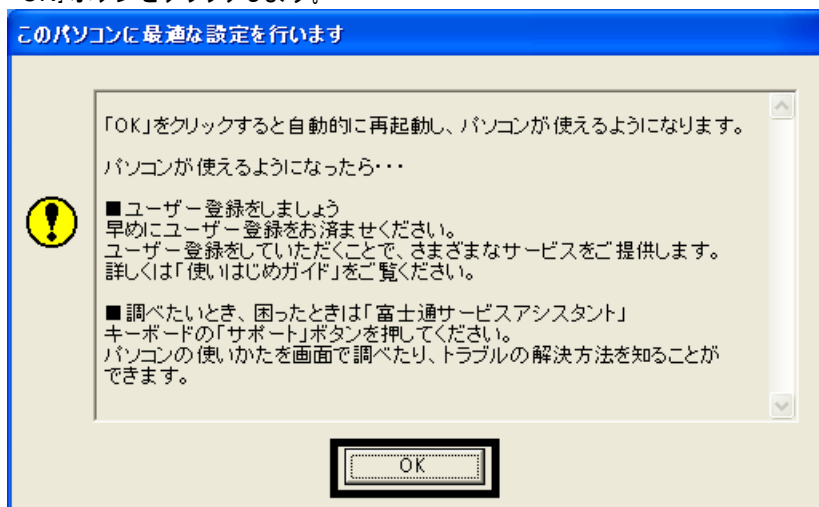 「OK」ボタンをクリックします。
このパソコンに最適な設定を行います
「OK」をクリックすると自動的に再起動し、パソコンが使えるようになります。
パソコンが使えるようになったら・・・
■ユーザー登録をしましょう
早めにユーザー登録をお済ませください。
ユーザー登録をしていただくことで、さまざまなサービスをご提供します。
詳しくは「使いはじめガイド」をご覧ください。
■調べたいとき、困ったときは「富士通サービスアシスタント」
キーボードの「サポート」ボタンを押してください。
パソコンの使いかたを画面で調べたり、トラブルの解決方法を知ることが
できます。
OK